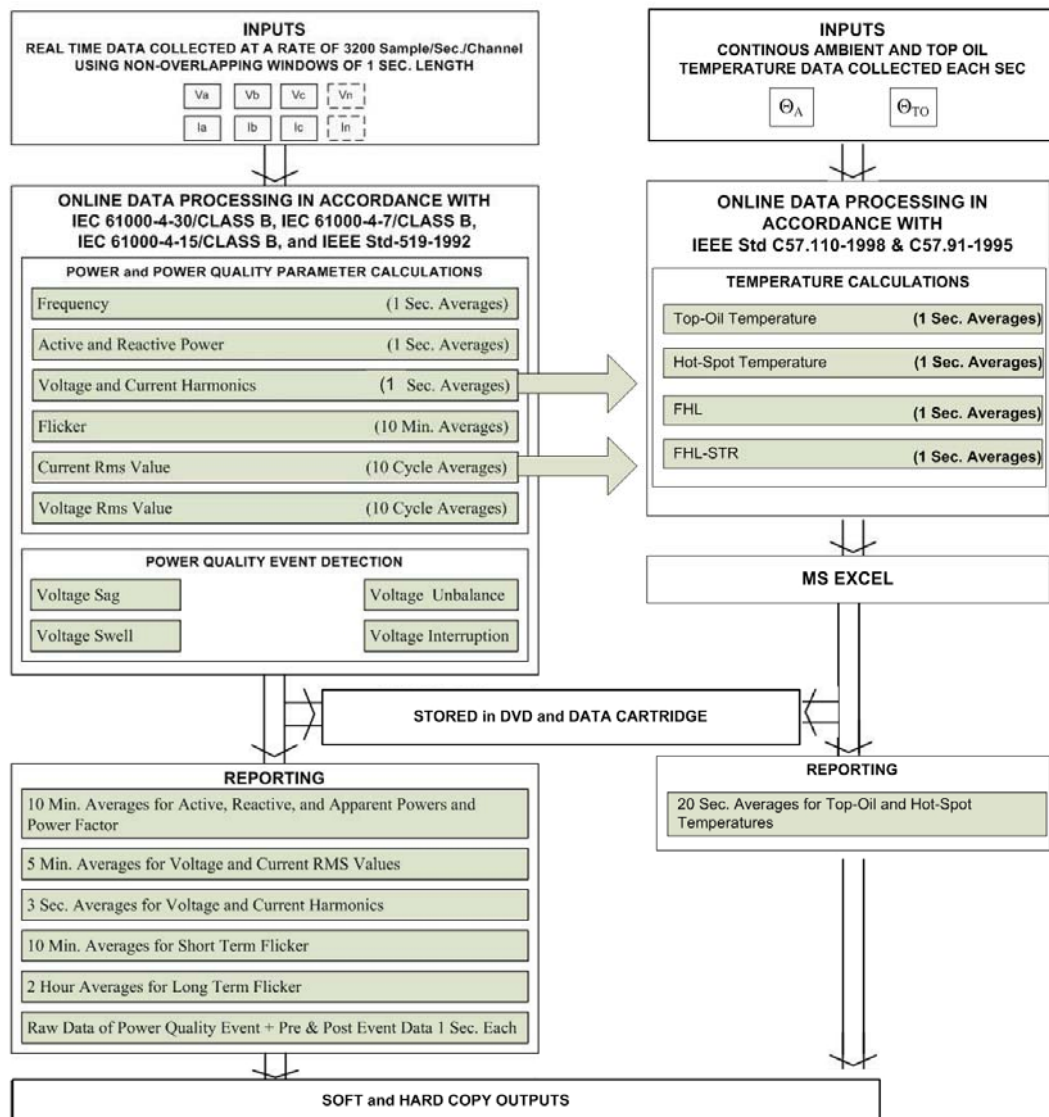 INPUTS
REAL TIME DATA COLLECTED AT A RATE OF 3200 Sample/Sec./Channel
USING NON-OVERLAPPING WINDOWS OF 1 SEC. LENGTH
Va Vb Vc Vn
Ia Ib Ic In
ONLINE DATA PROCESSING IN ACCORDANCE WITH
IEC 61000-4-30/CLASS B, IEC 61000-4-7/CLASS B,
IEC 61000-4-15/CLASS B, and IEEE Std-519-1992
POWER and POWER QUALITY PARAMETER CALCULATIONS
Frequency (1 Sec. Averages)
Active and Reactive Power (1 Sec. Averages)
Voltage and Current Harmonics (1 Sec. Averages)
Flicker (10 Min. Averages)
Current Rms Value (10 Cycle Averages)
Voltage Rms Value (10 Cycle Averages)
POWER QUALITY EVENT DETECTION
Voltage Sag Voltage Unbalance
Voltage Swell Voltage Interruption
INPUTS
CONTINOUS AMBIENT AND TOP OIL
TEMPERATURE DATA COLLECTED EACH SEC
Θ_A Θ_TO
ONLINE DATA PROCESSING IN
ACCORDANCE WITH
IEEE Std C57.110-1998 & C57.91-1995
TEMPERATURE CALCULATIONS
Top-Oil Temperature (1 Sec. Averages)
Hot-Spot Temperature (1 Sec. Averages)
FHL (1 Sec. Averages)
FHL-STR (1 Sec. Averages)
MS EXCEL
STORED in DVD and DATA CARTRIDGE
REPORTING
10 Min. Averages for Active, Reactive, and Apparent Powers and
Power Factor
5 Min. Averages for Voltage and Current RMS Values
3 Sec. Averages for Voltage and Current Harmonics
10 Min. Averages for Short Term Flicker
2 Hour Averages for Long Term Flicker
Raw Data of Power Quality Event + Pre & Post Event Data 1 Sec. Each
REPORTING
20 Sec. Averages for Top-Oil and Hot-Spot
Temperatures
SOFT and HARD COPY OUTPUTS